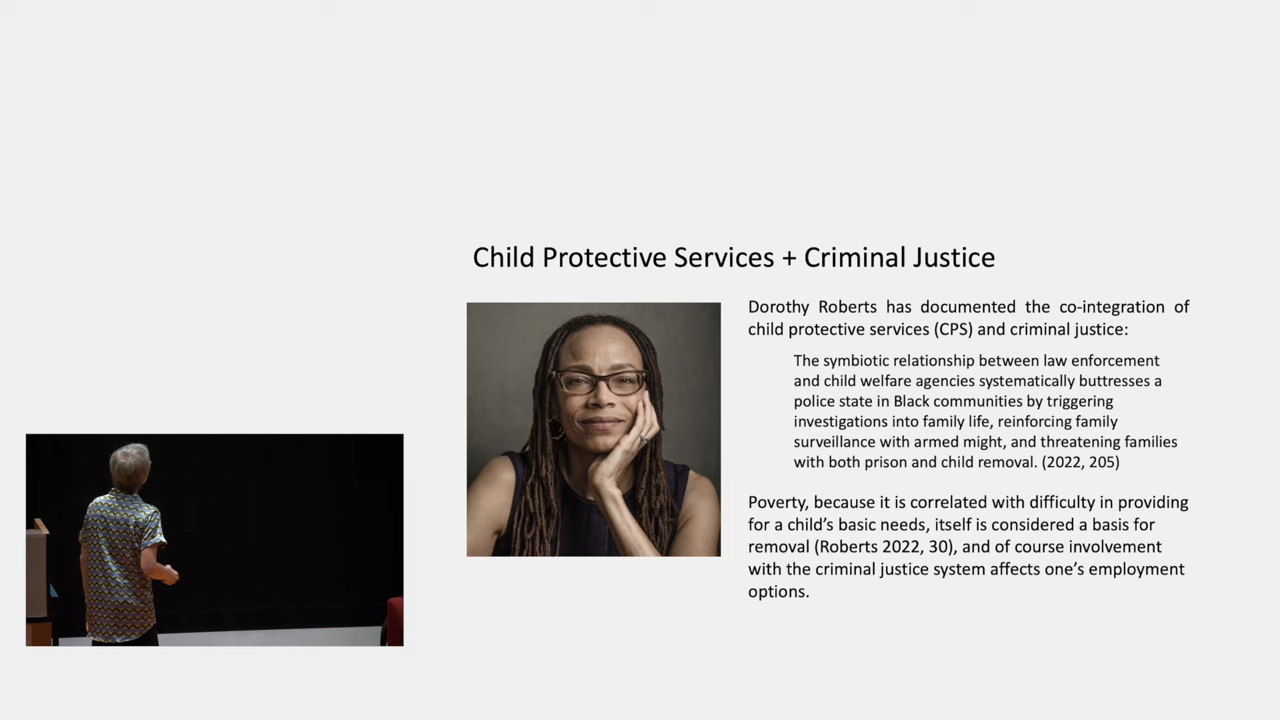 Child Protective Services + Criminal Justice
Dorothy Roberts has documented the co-integration of
child protective services (CPS) and criminal justice:
The symbiotic relationship between law enforcement
and child welfare agencies systematically buttresses a
police state in Black communities by triggering
investigations into family life, reinforcing family
surveillance with armed might, and threatening families
with both prison and child removal. (2022, 205)
Poverty, because it is correlated with difficulty in providing
for a child’s basic needs, itself is considered a basis for
removal (Roberts 2022, 30), and of course involvement
with the criminal justice system affects one’s employment
options.